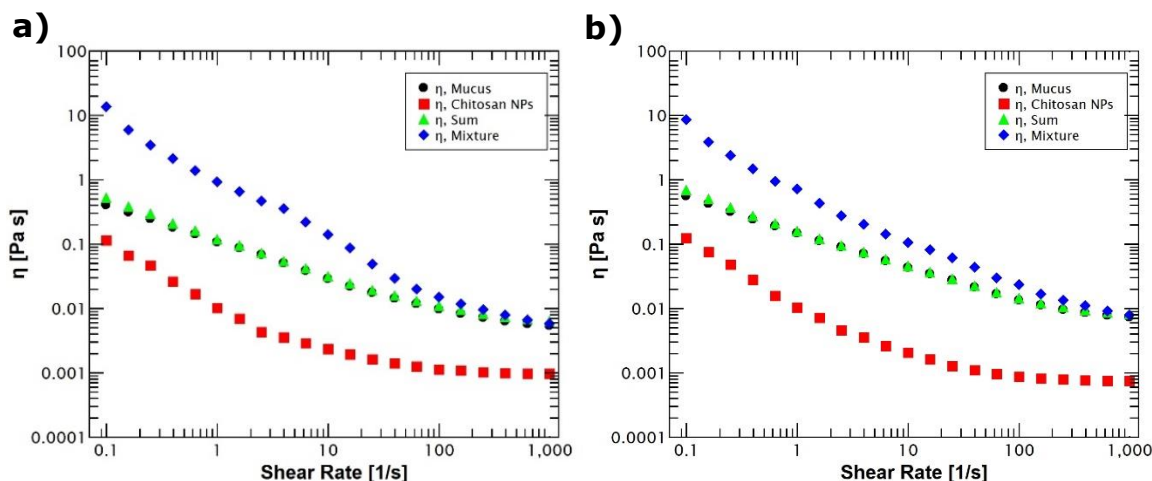 a)
100
10
1
0.1
0.01
0.001
0.0001
η [Pa s]
η, Mucus
η, Chitosan NPs
η, Sum
η, Mixture
0.1 1 10 100 1,000
Shear Rate [1/s]
b)
100
10
1
0.1
0.01
0.001
0.0001
η [Pa s]
η, Mucus
η, Chitosan NPs
η, Sum
η, Mixture
0.1 1 10 100 1,000
Shear Rate [1/s]